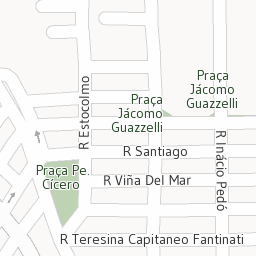 Praça
Jácomo
Guazzelli
Praça
Jácomo
Guazzelli
R Estocolmo
R Santiago
R Inácio Pedó
Praça Pe.
Cícero
R Viña Del Mar
R Teresina Capitaneo Fantinati